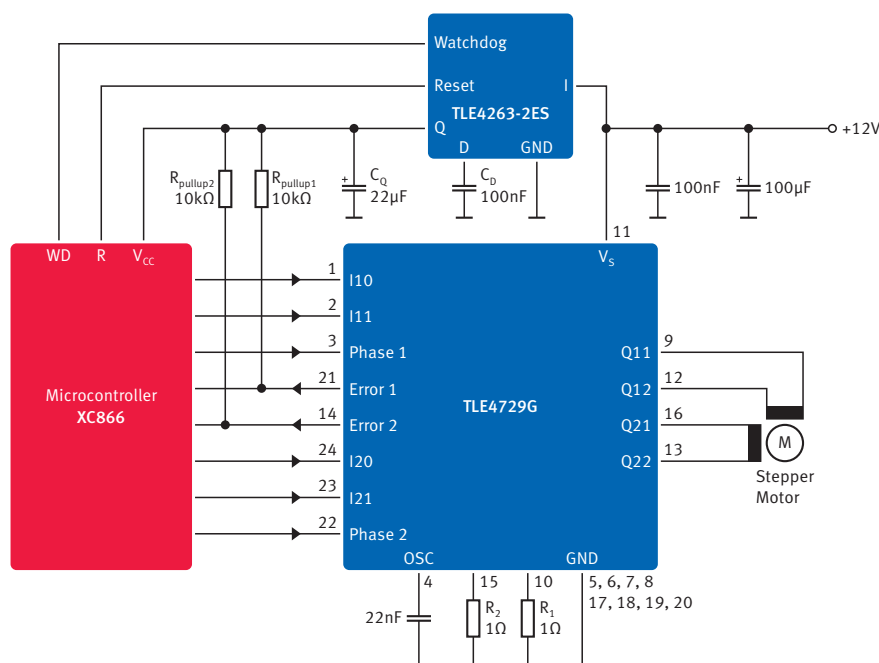 Watchdog
Reset
I
TLE4263-2ES
Q
+12V
D
GND
R_pullup2
10kΩ
R_pullup1
10kΩ
+
C_Q
22µF
C_D
100nF
100nF
+
100µF
11
WD
R
V_CC
V_S
1
I10
2
I11
3
Phase 1
Q11
9
21
Error 1
Q12
12
Microcontroller
XC866
TLE4729G
14
Error 2
Q21
16
M
24
I20
Q22
13
Stepper
Motor
23
I21
22
Phase 2
OSC
GND
4
15
10
5, 6, 7, 8
17, 18, 19, 20
22nF
R_2
1Ω
R_1
1Ω